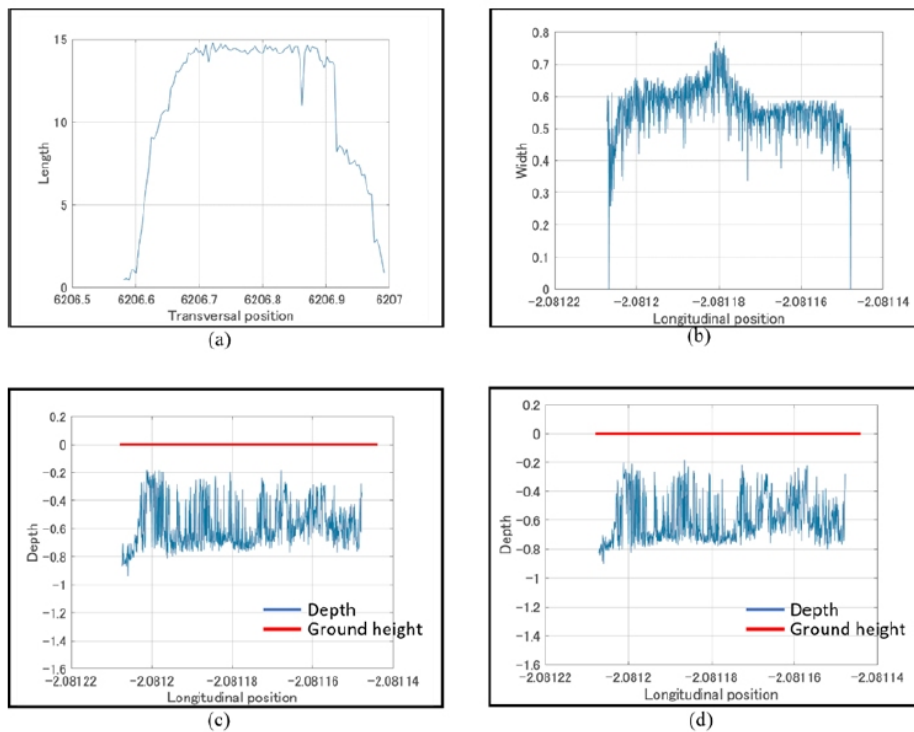 15
10
5
0
Length
6206.5 6206.6 6206.7 6206.8 6206.9 6207
Transversal position
(a)
0.8
0.7
0.6
0.5
0.4
0.3
0.2
0.1
0
Width
-2.08122 -2.0812 -2.08118 -2.08116 -2.08114
Longitudinal position
(b)
0.2
0
-0.2
-0.4
-0.6
-0.8
-1
-1.2
-1.4
-1.6
Depth
Depth
Ground height
-2.08122 -2.0812 -2.08118 -2.08116 -2.08114
Longitudinal position
(c)
0.2
0
-0.2
-0.4
-0.6
-0.8
-1
-1.2
-1.4
-1.6
Depth
Depth
Ground height
-2.08122 -2.0812 -2.08118 -2.08116 -2.08114
Longitudinal position
(d)